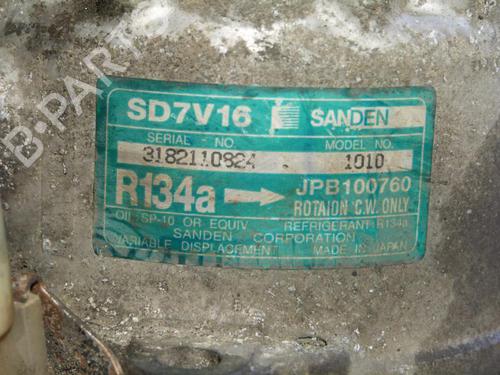 SD7V16 SANDEN
SERIAL - NO. MODEL NO.
3182110824 1010
R134a JPB100760
ROTAION C.W. ONLY
OIL SP-10 OR EQUIV REFRIGERANT R134a
SANDEN CORPORATION
VARIABLE DISPLACEMENT MADE IN JAPAN
B-PARTS